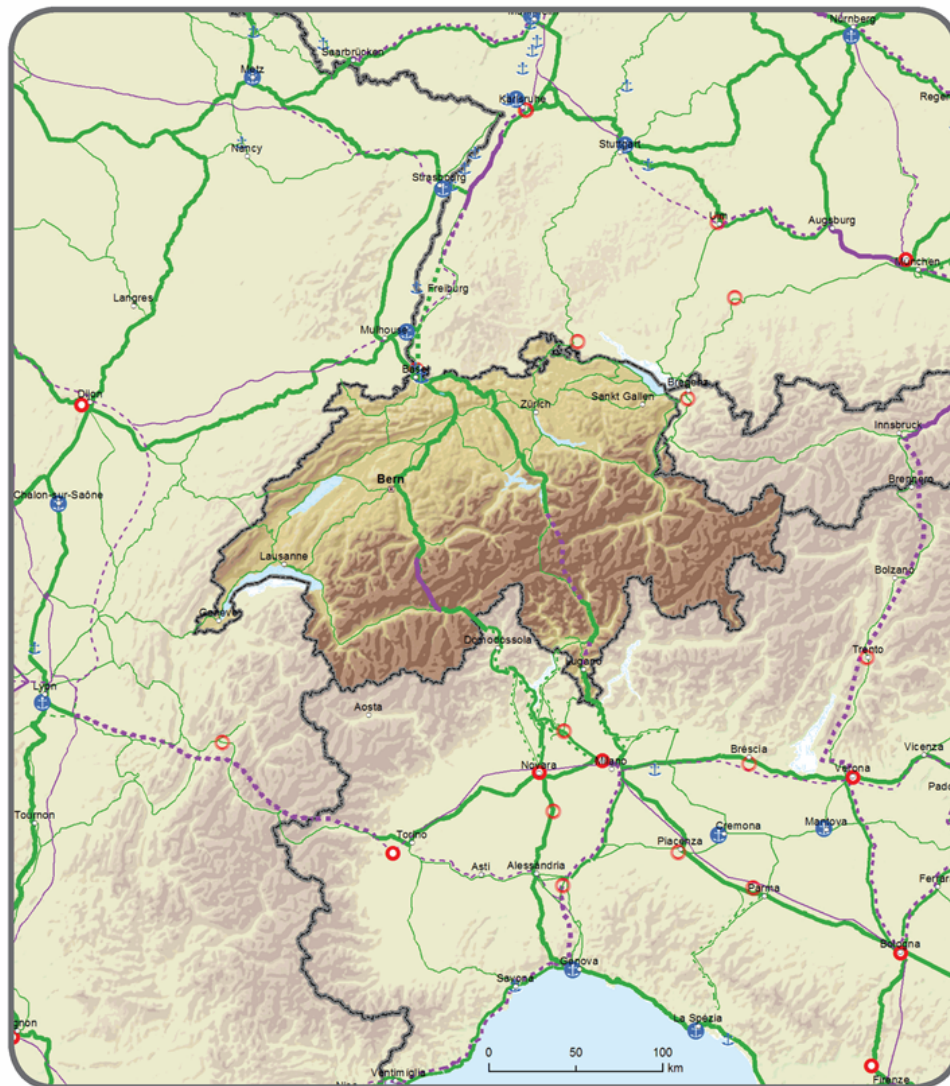 Nürnberg
Saarbrücken
Metz
Karlsruhe
Nancy
Stuttgart
Strasbourg
Ulm
Augsburg
München
Freiburg
Langres
Mulhouse
Basel
Bregenz
Dijon
Sankt Gallen
Zürich
Innsbruck
Bern
Brennero
Chalon-sur-Saône
Lausanne
Bolzano
Genève
Domodossola
Trento
Lugano
Lyon
Aosta
Brescia
Vicenza
Novara
Milano
Verona
Tournon
Cremona
Mantova
Torino
Piacenza
Asti
Alessandria
Parma
Bologna
Genova
Savona
La Spezia
0 50 100
km
Ventimiglia
Firenze